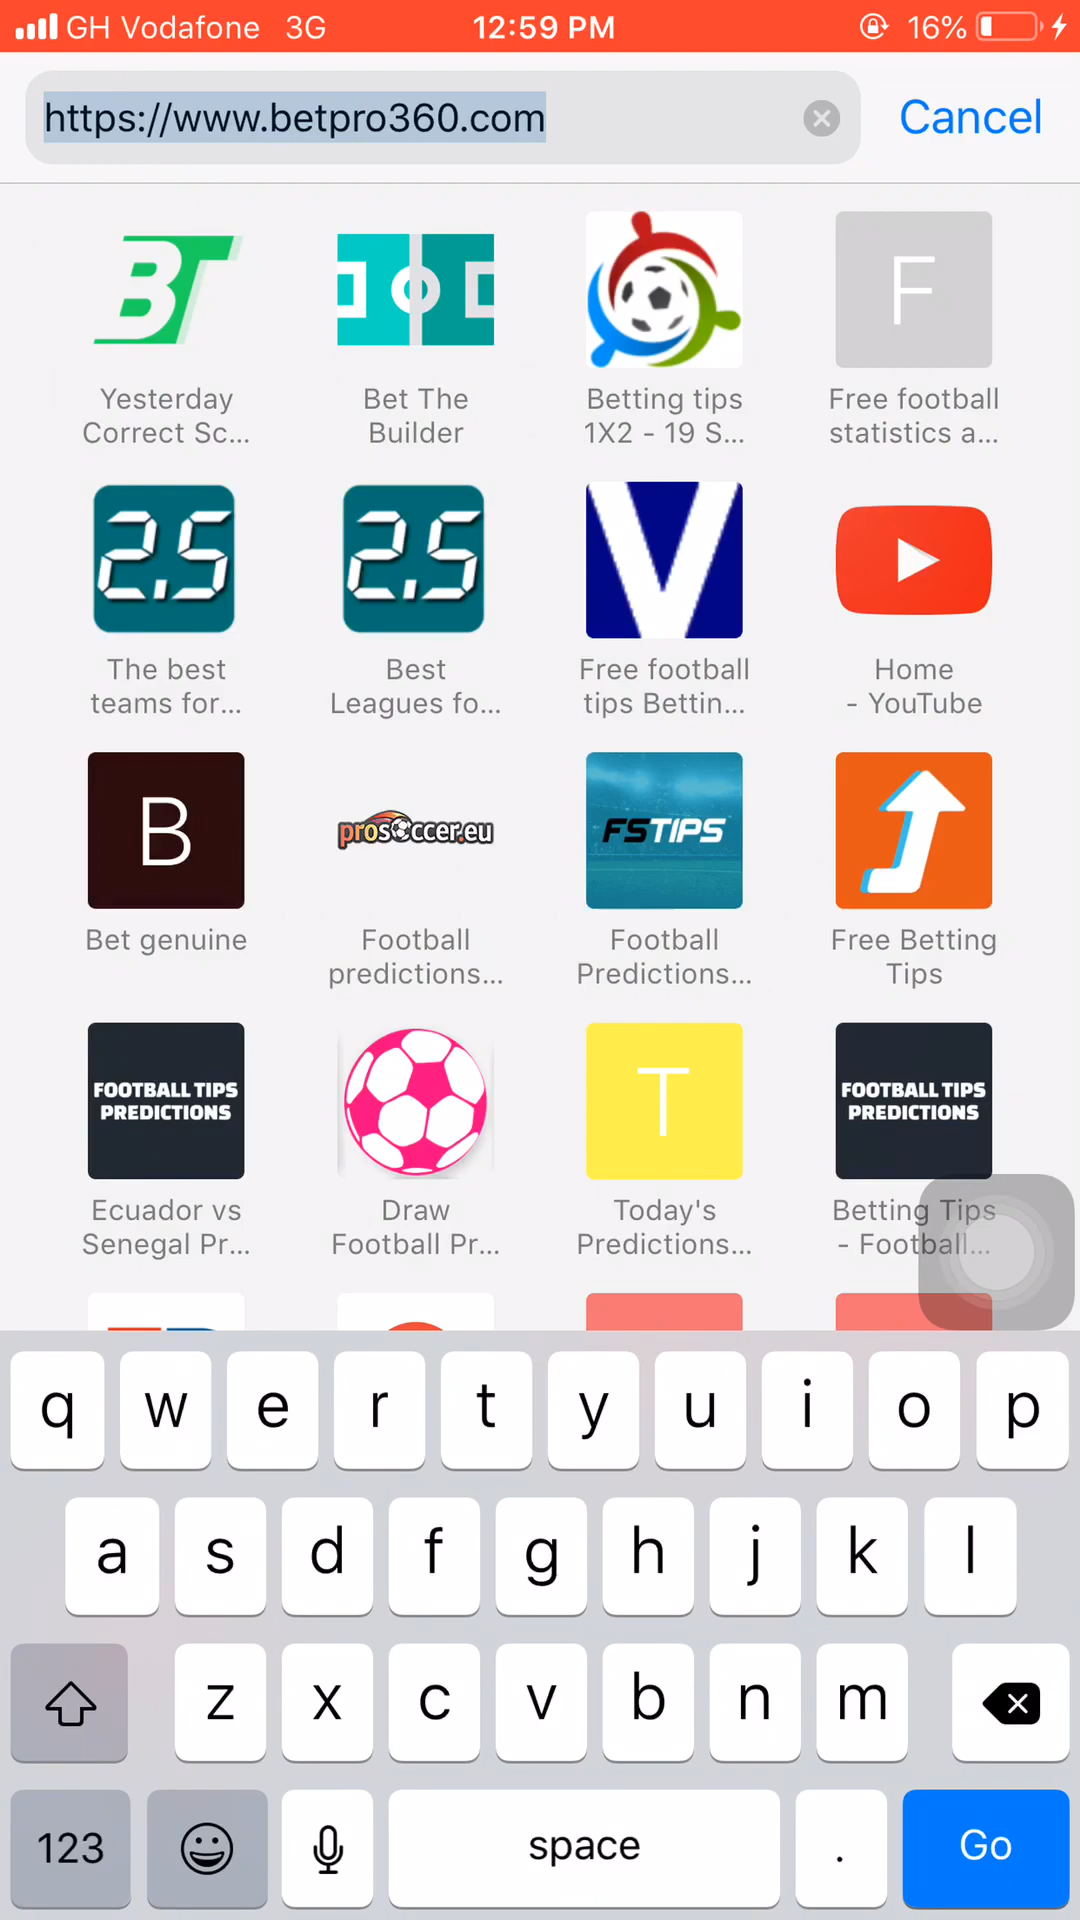 GH Vodafone 3G 12:59 PM 16%
https://www.betpro360.com Cancel
BT
F
Yesterday
Correct Sc...
Bet The
Builder
Betting tips
1X2 - 19 S...
Free football
statistics a...
2.5
2.5
V
The best
teams for...
Best
Leagues fo...
Free football
tips Bettin...
Home
- YouTube
B
prosoccer.eu
FSTIPS
Bet genuine
Football
predictions...
Football
Predictions...
Free Betting
Tips
FOOTBALL TIPS
PREDICTIONS
T
FOOTBALL TIPS
PREDICTIONS
Ecuador vs
Senegal Pr...
Draw
Football Pr...
Today's
Predictions...
Betting Tips
- Football...
q w e r t y u i o p
a s d f g h j k l
z x c v b n m
123 space . Go